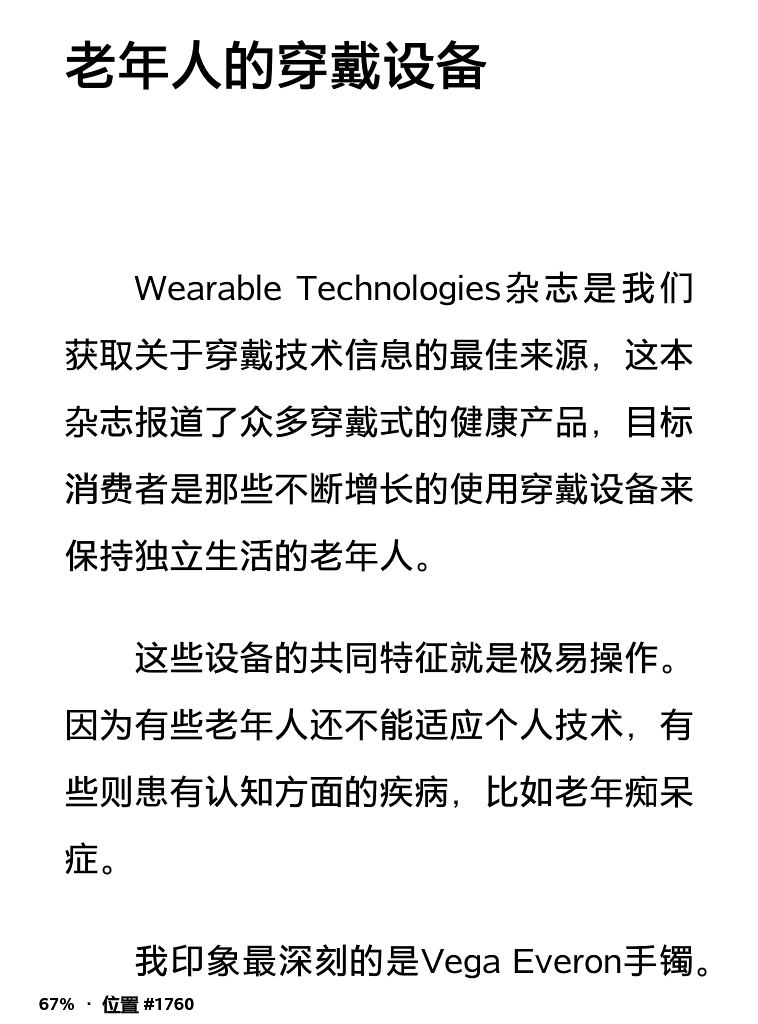 老年人的穿戴设备
Wearable Technologies杂志是我们
获取关于穿戴技术信息的最佳来源，这本
杂志报道了众多穿戴式的健康产品，目标
消费者是那些不断增长的使用穿戴设备来
保持独立生活的老年人。
这些设备的共同特征就是极易操作。
因为有些老年人还不能适应个人技术，有
些则患有认知方面的疾病，比如老年痴呆
症。
我印象最深刻的是Vega Everon手镯。
67% · 位置 #1760